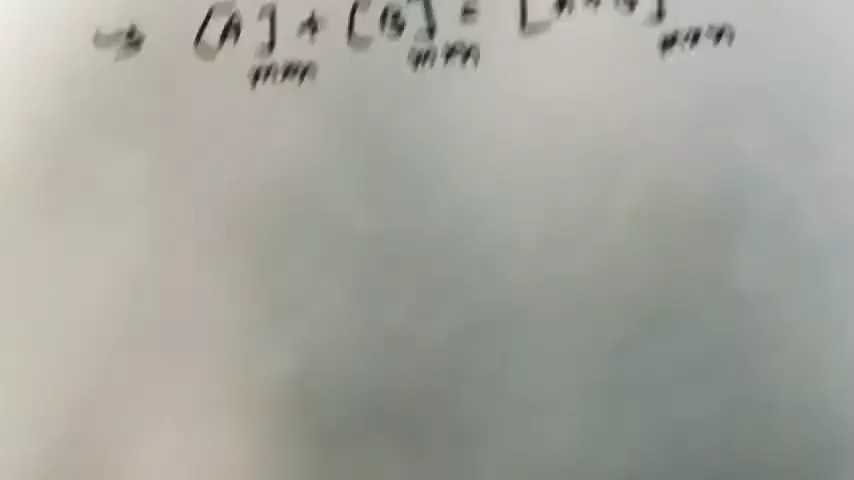 → [A] + [B] = [A+B]
m×n m×n m×n